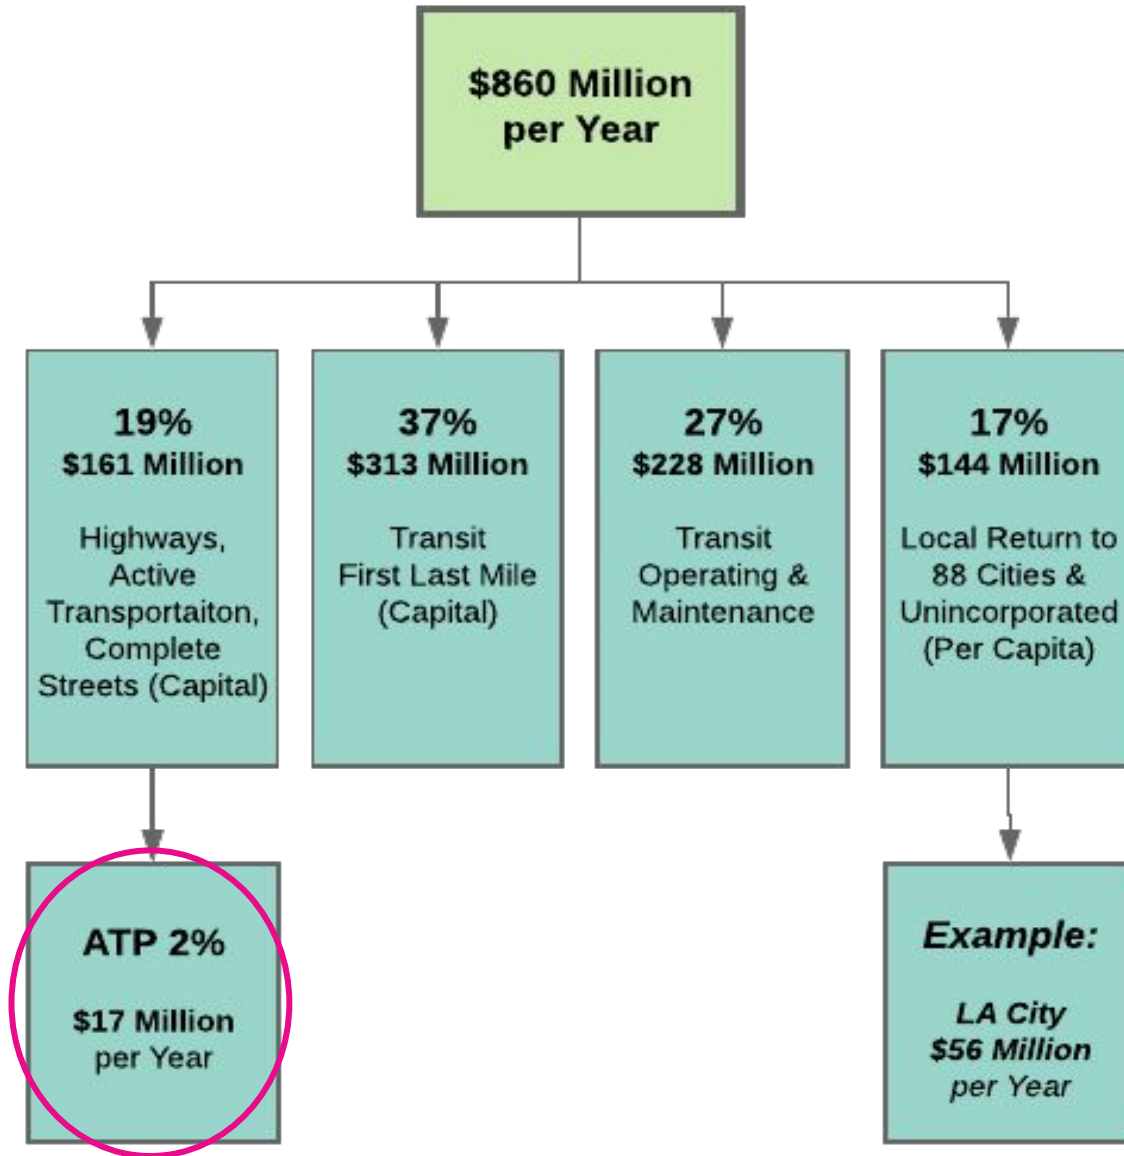 $860 Million
per Year
19%
$161 Million
Highways,
Active
Transportaiton,
Complete
Streets (Capital)
37%
$313 Million
Transit
First Last Mile
(Capital)
27%
$228 Million
Transit
Operating &
Maintenance
17%
$144 Million
Local Return to
88 Cities &
Unincorporated
(Per Capita)
ATP 2%
$17 Million
per Year
Example:
LA City
$56 Million
per Year